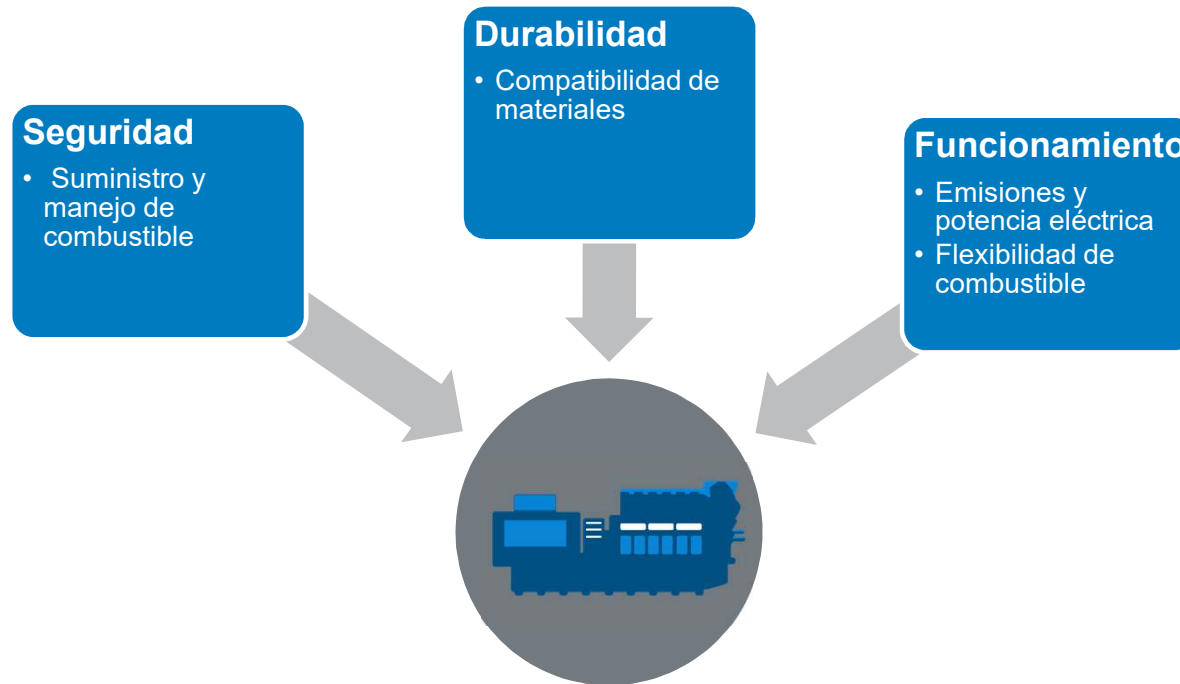 Seguridad
• Suministro y
manejo de
combustible
Durabilidad
• Compatibilidad de
materiales
Funcionamiento
• Emisiones y
potencia eléctrica
• Flexibilidad de
combustible